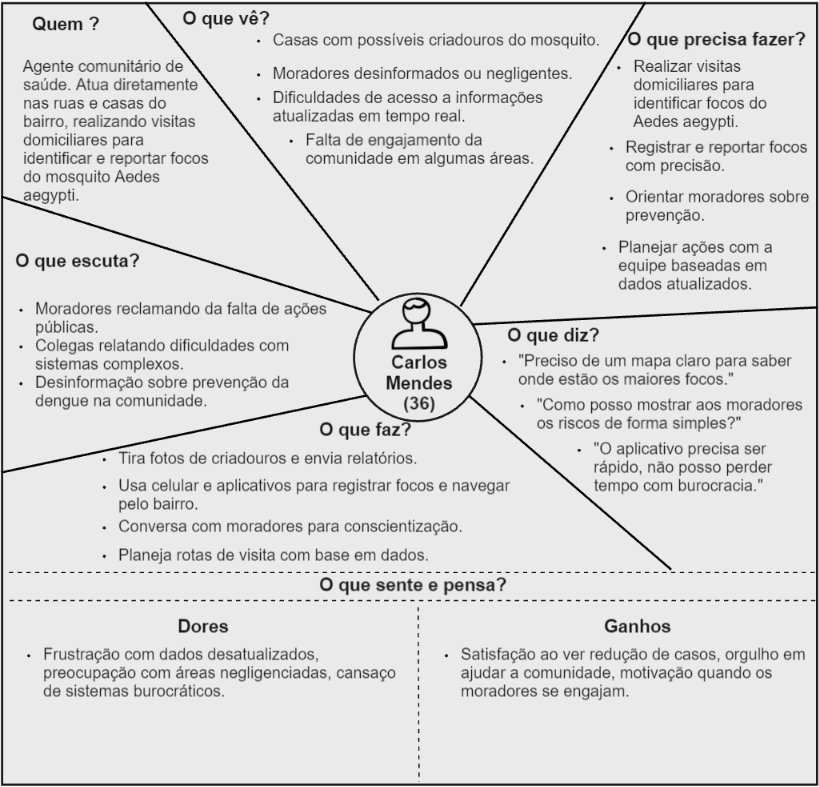 Quem ?
Agente comunitário de
saúde. Atua diretamente
nas ruas e casas do
bairro, realizando visitas
domiciliares para
identificar e reportar focos
do mosquito Aedes
aegypti.
O que vê?
• Casas com possíveis criadouros do mosquito.
• Moradores desinformados ou negligentes.
• Dificuldades de acesso a informações
atualizadas em tempo real.
• Falta de engajamento da
comunidade em algumas áreas.
O que precisa fazer?
• Realizar visitas
domiciliares para
identificar focos do
Aedes aegypti.
• Registrar e reportar focos
com precisão.
• Orientar moradores sobre
prevenção.
• Planejar ações com a
equipe baseadas em
dados atualizados.
O que escuta?
• Moradores reclamando da falta de ações
públicas.
• Colegas relatando dificuldades com
sistemas complexos.
• Desinformação sobre prevenção da
dengue na comunidade.
Carlos
Mendes
(36)
O que diz?
• "Preciso de um mapa claro para saber
onde estão os maiores focos."
• "Como posso mostrar aos moradores
os riscos de forma simples?"
• "O aplicativo precisa ser
rápido, não posso perder
tempo com burocracia."
O que faz?
• Tira fotos de criadouros e envia relatórios.
• Usa celular e aplicativos para registrar focos e navegar
pelo bairro.
• Conversa com moradores para conscientização.
• Planeja rotas de visita com base em dados.
O que sente e pensa?
Dores
• Frustração com dados desatualizados,
preocupação com áreas negligenciadas, cansaço
de sistemas burocráticos.
Ganhos
• Satisfação ao ver redução de casos, orgulho em
ajudar a comunidade, motivação quando os
moradores se engajam.